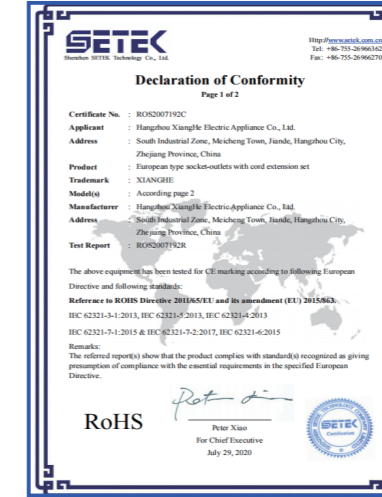 SETEK
Shenzhen SETEK Technology Co., Ltd.
Http://www.setek.com.cn
Tel: +86-755-26966362
Fax: +86-755-26966270
Declaration of Conformity
Page 1 of 2
Certificate No. : ROS2007192C
Applicant : Hangzhou XiangHe Electric Appliance Co., Ltd.
Address : South Industrial Zone, Meicheng Town, Jiande, Hangzhou City,
Zhejiang Province, China
Product : European type socket-outlets with cord extension set
Trademark : XIANGHE
Model(s) : According page 2
Manufacturer : Hangzhou XiangHe Electric Appliance Co., Ltd.
Address : South Industrial Zone, Meicheng Town, Jiande, Hangzhou City,
Zhejiang Province, China
Test Report : ROS2007192R
The above equipment has been tested for CE marking according to following European
Directive and following standards:
Reference to ROHS Directive 2011/65/EU and its amendment (EU) 2015/863.
IEC 62321-3-1:2013, IEC 62321-5:2013, IEC 62321-4:2013
IEC 62321-7-1:2015 & IEC 62321-7-2:2017, IEC 62321-6:2015
Remarks:
The referred report(s) show that the product complies with standard(s) recognized as giving
presumption of compliance with the essential requirements in the specified European
Directive.
RoHS
Peter Xiao
For Chief Executive
July 29, 2020
SETEK
Certification